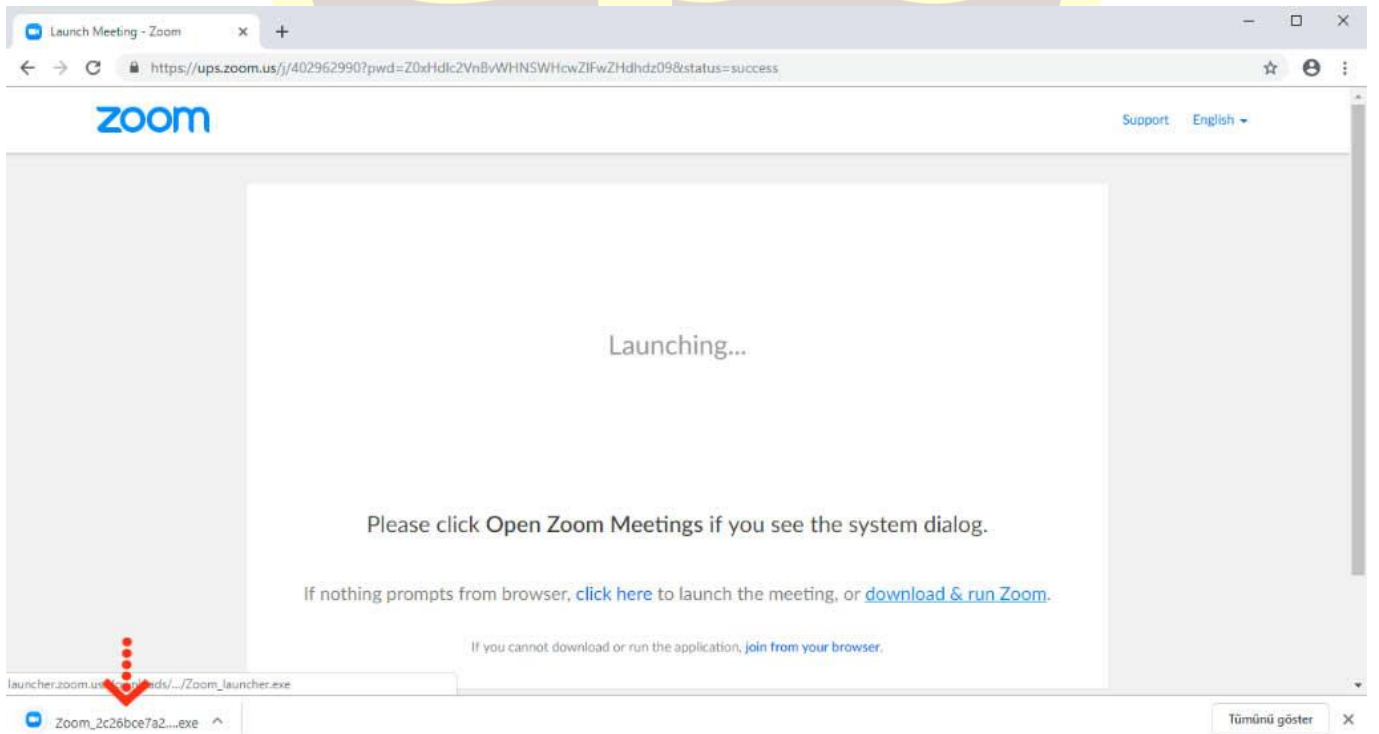 Launch Meeting - Zoom
https://ups.zoom.us/j/402962990?pwd=Z0xHdlc2VnBvWHNSWHcwZlFwZHdhdz09&status=success
zoom
Support English
Launching...
Please click Open Zoom Meetings if you see the system dialog.
If nothing prompts from browser, click here to launch the meeting, or download & run Zoom.
If you cannot download or run the application, join from your browser.
launcher.zoom.us/.../Zoom_launcher.exe
Zoom_2c26bce7a2....exe
Tümünü göster